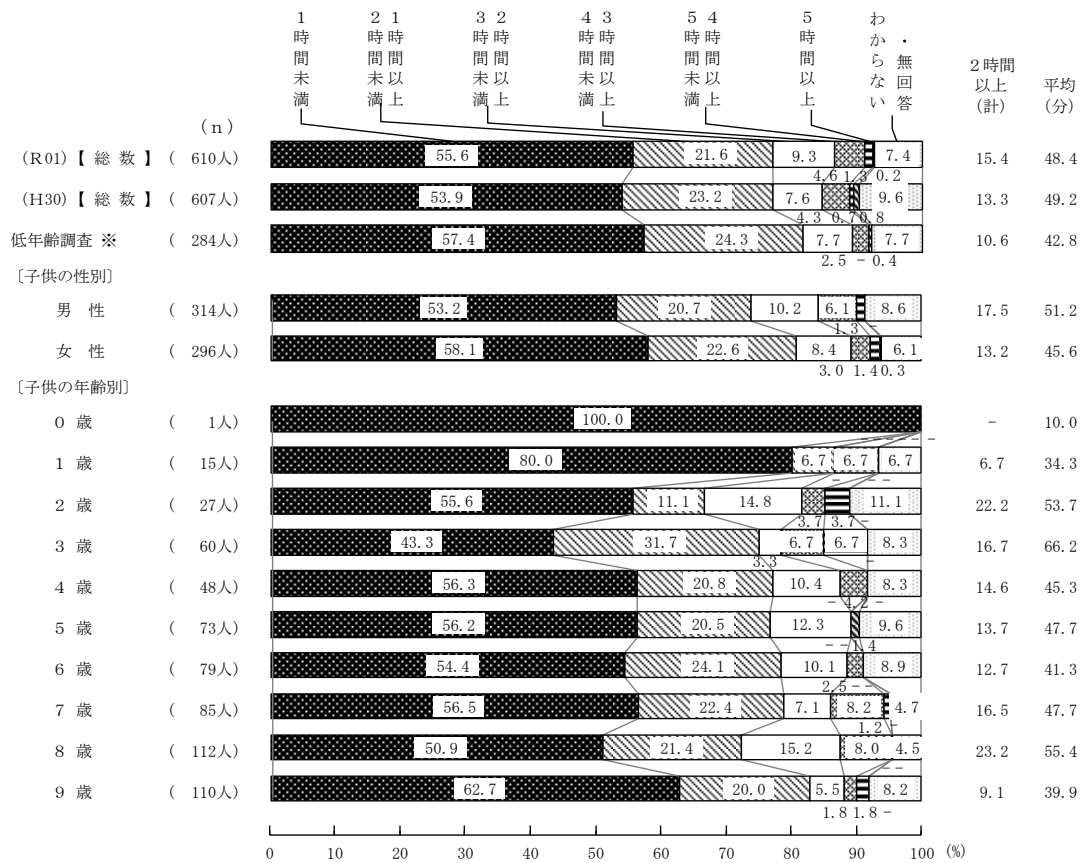 1時間未満
1時間以上
2時間未満
2時間以上
3時間未満
3時間以上
4時間未満
4時間以上
5時間未満
5時間以上
わからない
・無回答
2時間
以上
(計)
平均
(分)
(n)
(R01)【 総 数 】( 610人) 55.6 21.6 9.3 7.4 15.4 48.4
4.6 1.3 0.2
(H30)【 総 数 】( 607人) 53.9 23.2 7.6 9.6 13.3 49.2
4.3 0.7 0.8
低年齢調査 ※ ( 284人) 57.4 24.3 7.7 7.7 10.6 42.8
2.5 - 0.4
〔子供の性別〕
男 性 ( 314人) 53.2 20.7 10.2 6.1 8.6 17.5 51.2
1.3 -
女 性 ( 296人) 58.1 22.6 8.4 6.1 13.2 45.6
3.0 1.4 0.3
〔子供の年齢別〕
0 歳 ( 1人) 100.0 - 10.0
- - - - - -
1 歳 ( 15人) 80.0 6.7 6.7 6.7 6.7 34.3
- - -
2 歳 ( 27人) 55.6 11.1 14.8 11.1 22.2 53.7
3.7 3.7 -
3 歳 ( 60人) 43.3 31.7 6.7 6.7 8.3 16.7 66.2
3.3 -
4 歳 ( 48人) 56.3 20.8 10.4 8.3 14.6 45.3
- 4.2 -
5 歳 ( 73人) 56.2 20.5 12.3 9.6 13.7 47.7
- - 1.4
6 歳 ( 79人) 54.4 24.1 10.1 8.9 12.7 41.3
2.5 - -
7 歳 ( 85人) 56.5 22.4 7.1 8.2 4.7 16.5 47.7
1.2 -
8 歳 ( 112人) 50.9 21.4 15.2 8.0 4.5 23.2 55.4
- -
9 歳 ( 110人) 62.7 20.0 5.5 8.2 9.1 39.9
1.8 1.8 -
0 10 20 30 40 50 60 70 80 90 100 (%)